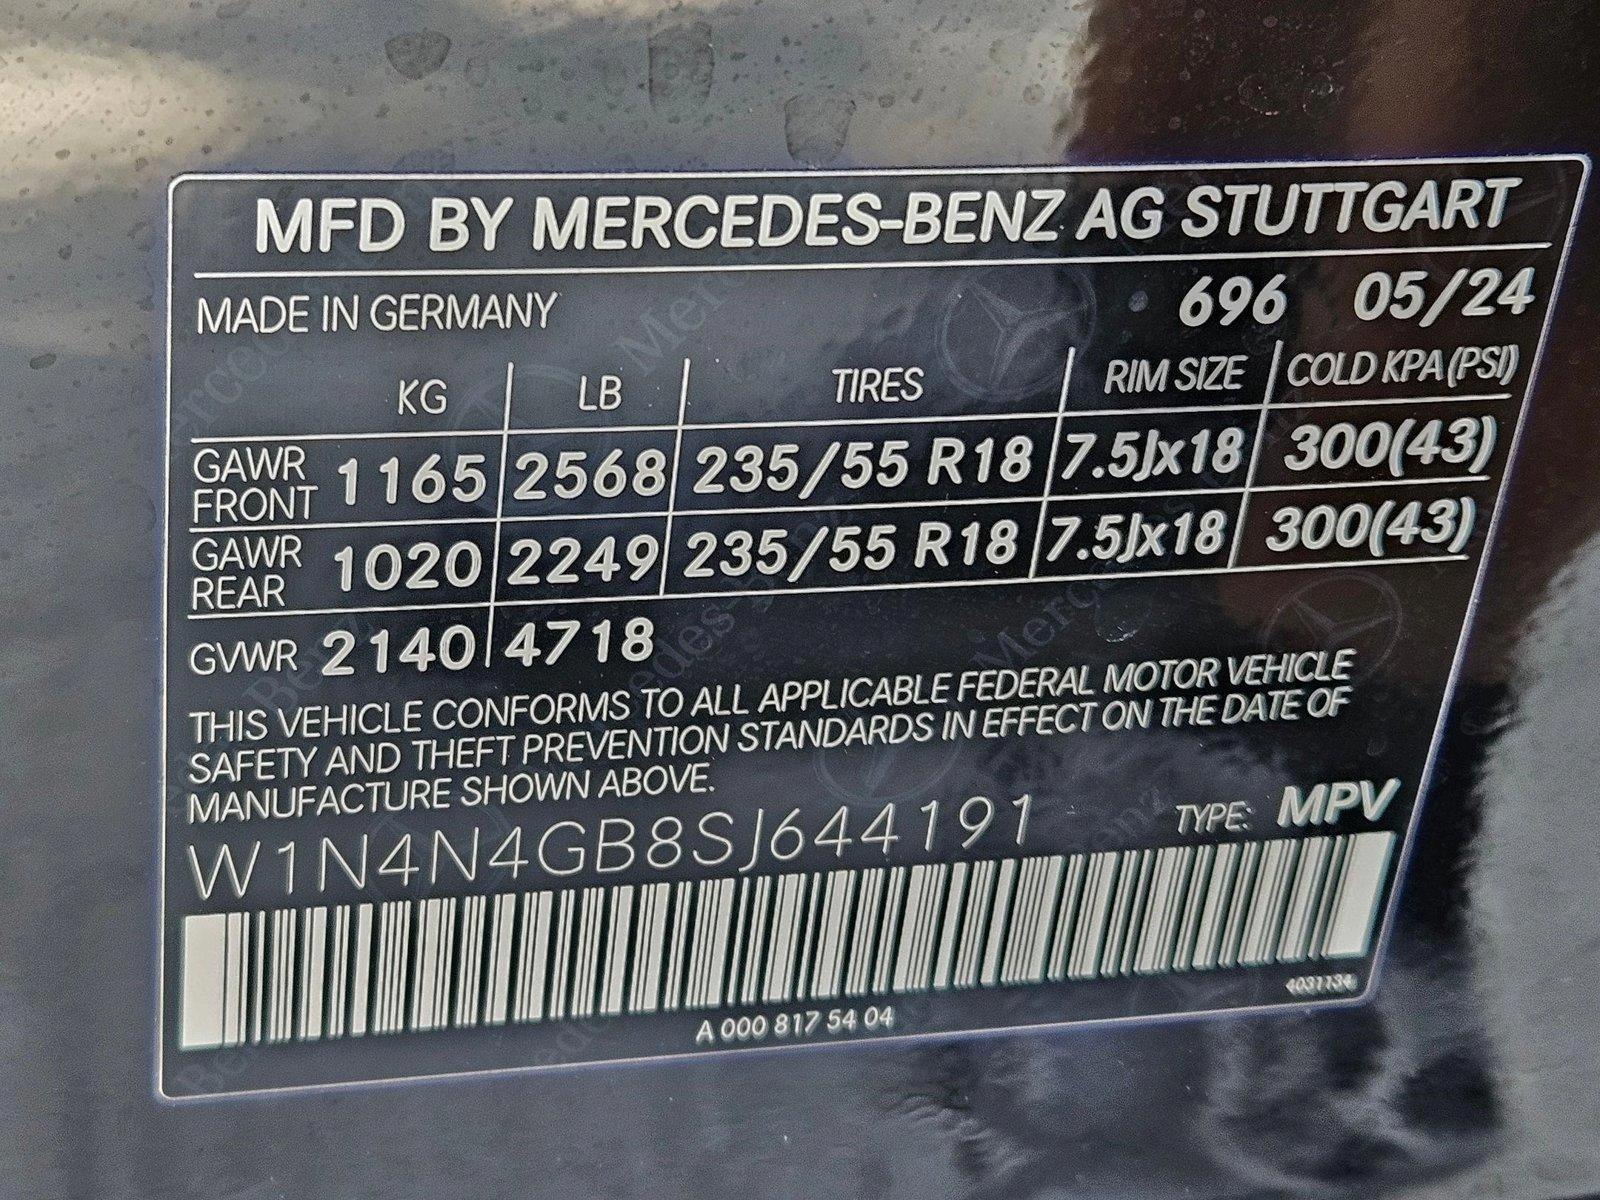 MFD BY MERCEDES-BENZ AG STUTTGART
MADE IN GERMANY 696 05/24
KG LB TIRES RIM SIZE COLD KPA (PSI)
GAWR FRONT 1165 2568 235/55 R18 7.5Jx18 300(43)
GAWR REAR 1020 2249 235/55 R18 7.5Jx18 300(43)
GVWR 2140 4718
THIS VEHICLE CONFORMS TO ALL APPLICABLE FEDERAL MOTOR VEHICLE
SAFETY AND THEFT PREVENTION STANDARDS IN EFFECT ON THE DATE OF
MANUFACTURE SHOWN ABOVE.
W1N4N4GB8SJ644191 TYPE: MPV
A 000 817 54 04 4031134